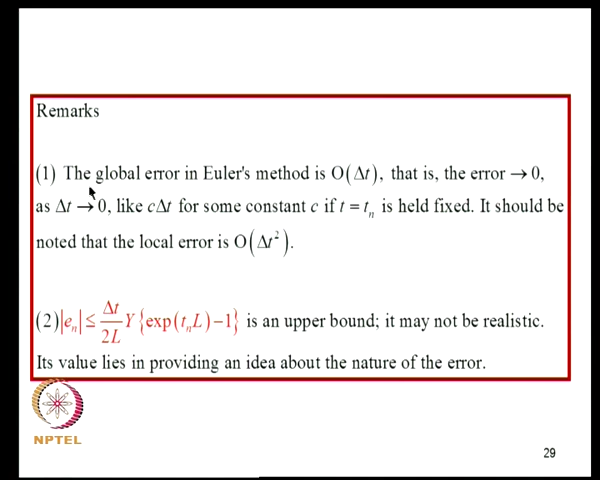 Remarks
(1) The global error in Euler's method is O(Δt), that is, the error → 0,
as Δt → 0, like cΔt for some constant c if t = tₙ is held fixed. It should be
noted that the local error is O(Δt²).
(2)|eₙ| ≤ Δt/2L Y {exp(tₙL) − 1} is an upper bound; it may not be realistic.
Its value lies in providing an idea about the nature of the error.
NPTEL
29